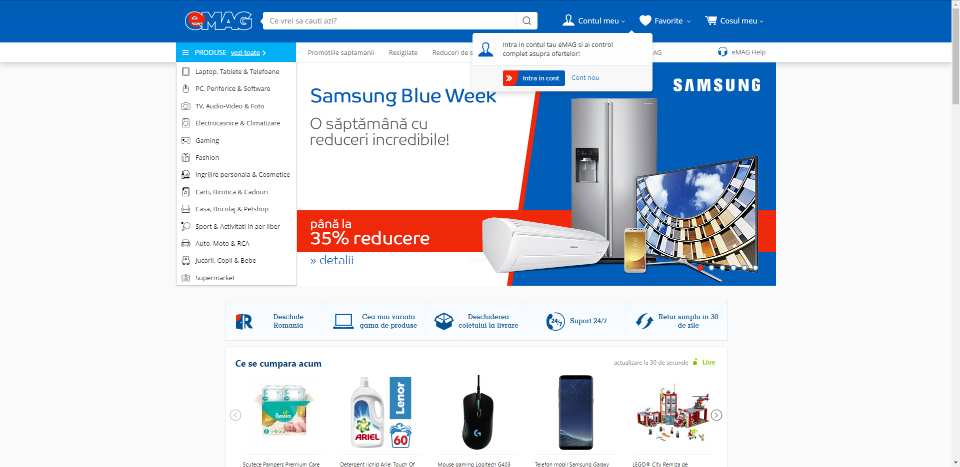 eMAG
Ce vrei sa cauti azi?
Contul meu
Favorite
Cosul meu
PRODUSE vezi toate
Promotiile saptamanii
Resigilate
Reduceri de s
AG
eMAG Help
Intra in contul tau eMAG si ai control
complet asupra ofertelor!
Intra in cont
Cont nou
Laptop, Tablete & Telefoane
PC, Periferice & Software
TV, Audio-Video & Foto
Electrocasnice & Climatizare
Gaming
Fashion
Ingrijire personala & Cosmetice
Carti, Birotica & Cadouri
Casa, Bricolaj & Petshop
Sport & Activitati in aer liber
Auto, Moto & RCA
Jucarii, Copii & Bebe
Supermarket
Samsung Blue Week
O săptămână cu
reduceri incredibile!
SAMSUNG
până la
35% reducere
» detalii
Deschide
Romania
Cea mai variata
gama de produse
Deschiderea
coletului la livrare
24/7
Suport 24/7
Retur simplu in 30
de zile
Ce se cumpara acum
actualizare la 30 de secunde
Live
Pampers
ARIEL
Lenor
60
G
Scutece Pampers Premium Care
Detergent lichid Ariel Touch Of
Mouse gaming Logitech G403
Telefon mobil Samsung Galaxy
LEGO® City Remiza de